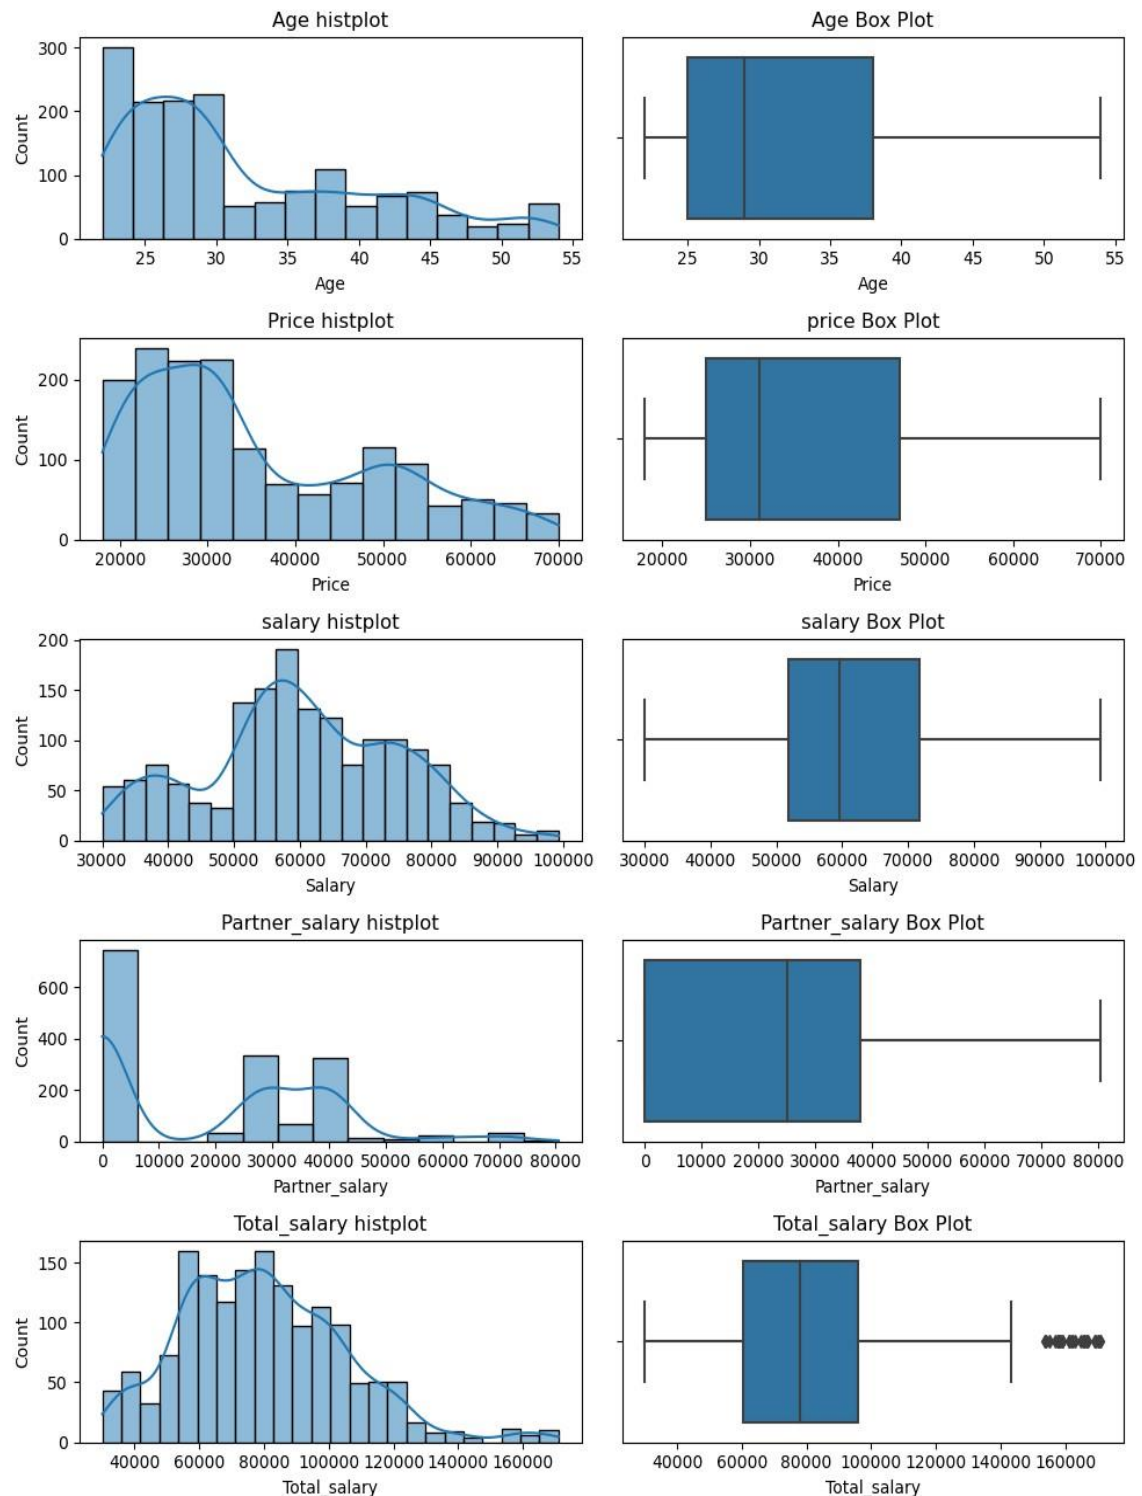 Age histplot
Age Box Plot
300
200
100
0
Count
25 30 35 40 45 50 55
Age
25 30 35 40 45 50 55
Age
Price histplot
price Box Plot
200
100
0
Count
20000 30000 40000 50000 60000 70000
Price
20000 30000 40000 50000 60000 70000
Price
salary histplot
salary Box Plot
200
150
100
50
0
Count
30000 40000 50000 60000 70000 80000 90000 100000
Salary
30000 40000 50000 60000 70000 80000 90000 100000
Salary
Partner_salary histplot
Partner_salary Box Plot
600
400
200
0
Count
0 10000 20000 30000 40000 50000 60000 70000 80000
Partner_salary
0 10000 20000 30000 40000 50000 60000 70000 80000
Partner_salary
Total_salary histplot
Total_salary Box Plot
150
100
50
0
Count
40000 60000 80000 100000 120000 140000 160000
Total_salary
40000 60000 80000 100000 120000 140000 160000
Total_salary